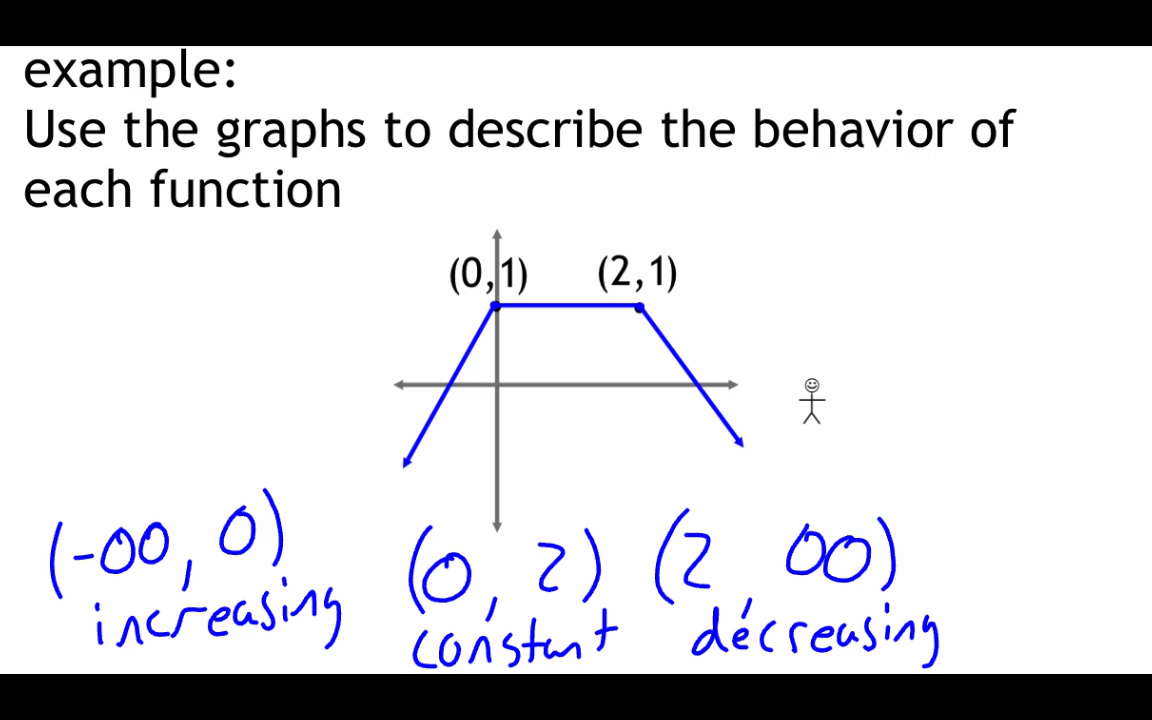 example:
Use the graphs to describe the behavior of
each function
(0,1) (2,1)
(-00, 0) (0, 2) (2, 00)
increasing constant decreasing